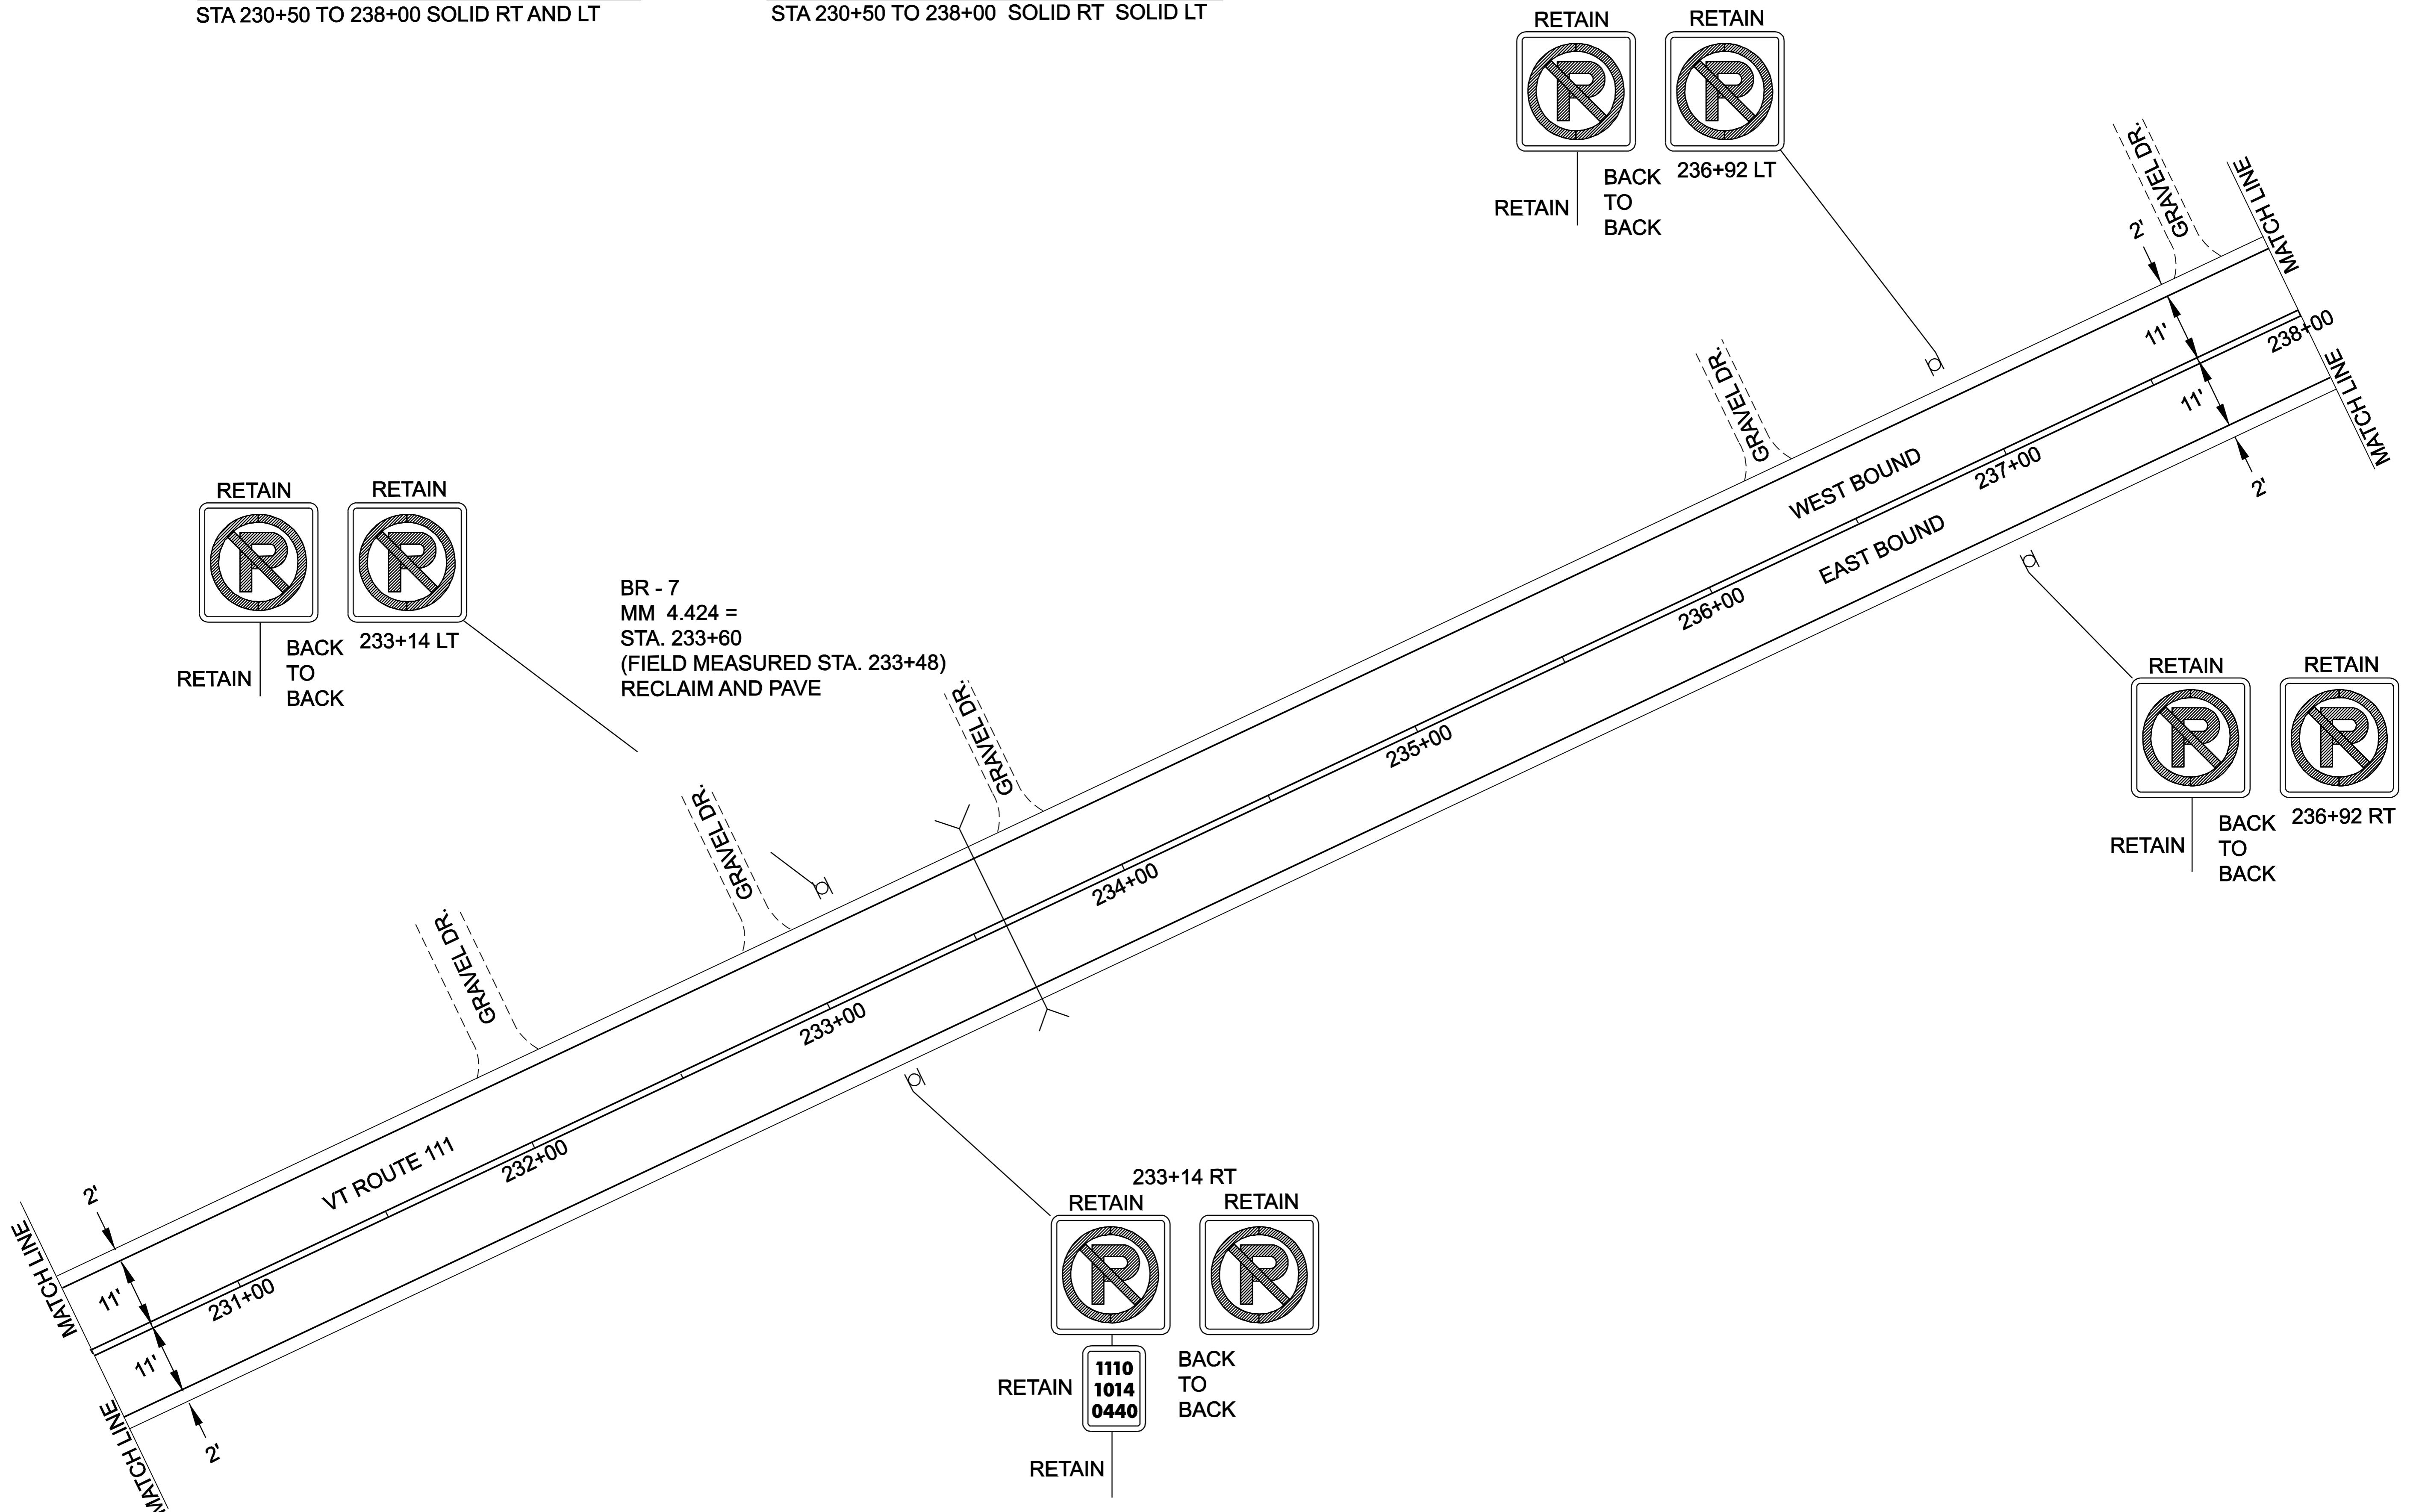 STA 230+50 TO 238+00 SOLID RT AND LT
STA 230+50 TO 238+00 SOLID RT SOLID LT
RETAIN
RETAIN
P
P
236+92 LT
RETAIN
BACK
TO
BACK
GRAVEL DR.
MATCH LINE
2'
11'
238+00
11'
MATCH LINE
MATCH LINE
2'
GRAVEL DR.
WEST BOUND
237+00
EAST BOUND
236+00
RETAIN
RETAIN
P
P
233+14 LT
RETAIN
BACK
TO
BACK
BR - 7
MM 4.424 =
STA. 233+60
(FIELD MEASURED STA. 233+48)
RECLAIM AND PAVE
RETAIN
RETAIN
P
P
236+92 RT
RETAIN
BACK
TO
BACK
GRAVEL DR.
235+00
GRAVEL DR.
234+00
GRAVEL DR.
233+00
VT ROUTE 111
232+00
2'
MATCH LINE
11'
231+00
11'
MATCH LINE
2'
MATCH LINE
233+14 RT
RETAIN
RETAIN
P
P
RETAIN
1110
1014
0440
BACK
TO
BACK
RETAIN